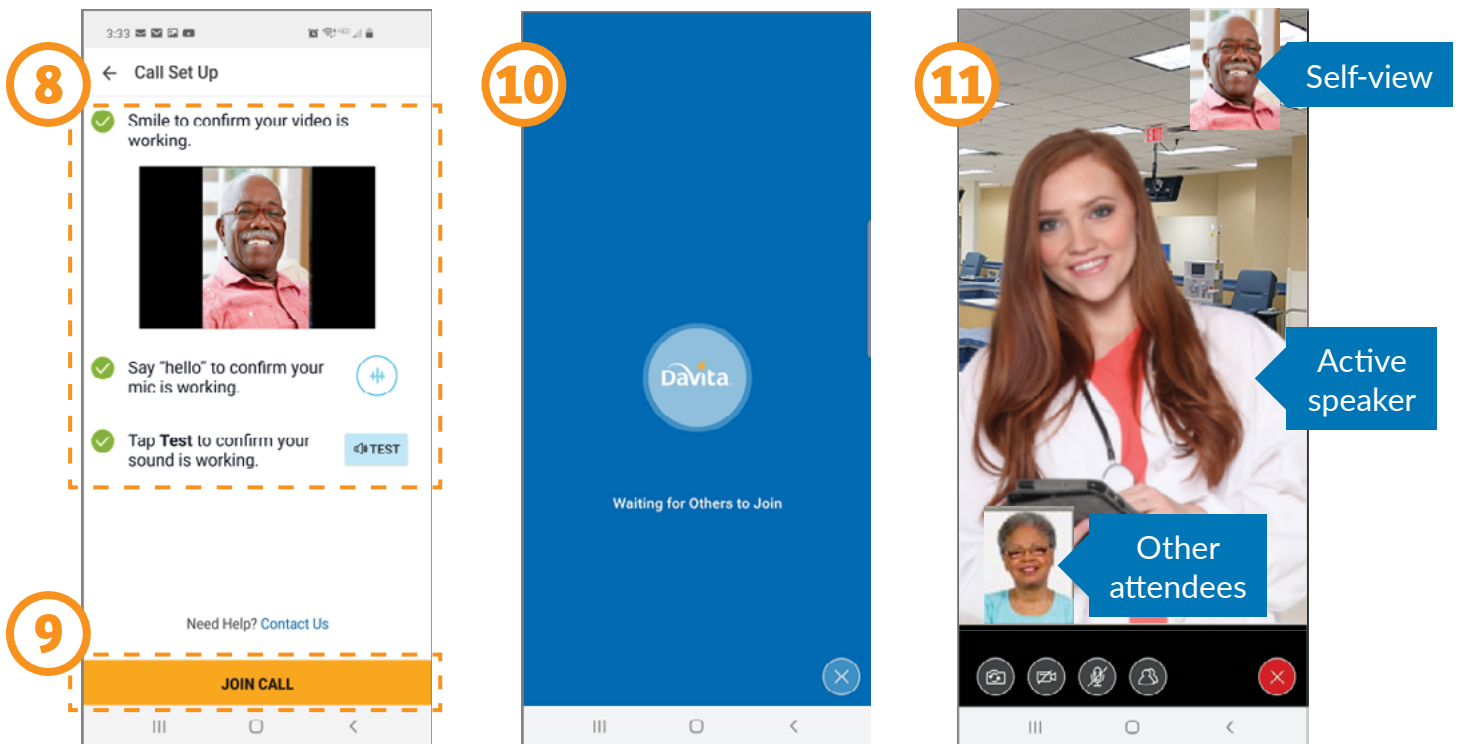 8
3:33
Call Set Up
Smile to confirm your video is
working.
Say "hello" to confirm your
mic is working.
Tap Test to confirm your
sound is working.
TEST
Need Help? Contact Us
9
JOIN CALL
10
DaVita.
Waiting for Others to Join
11
Self-view
EXIT
Active
speaker
Other
attendees